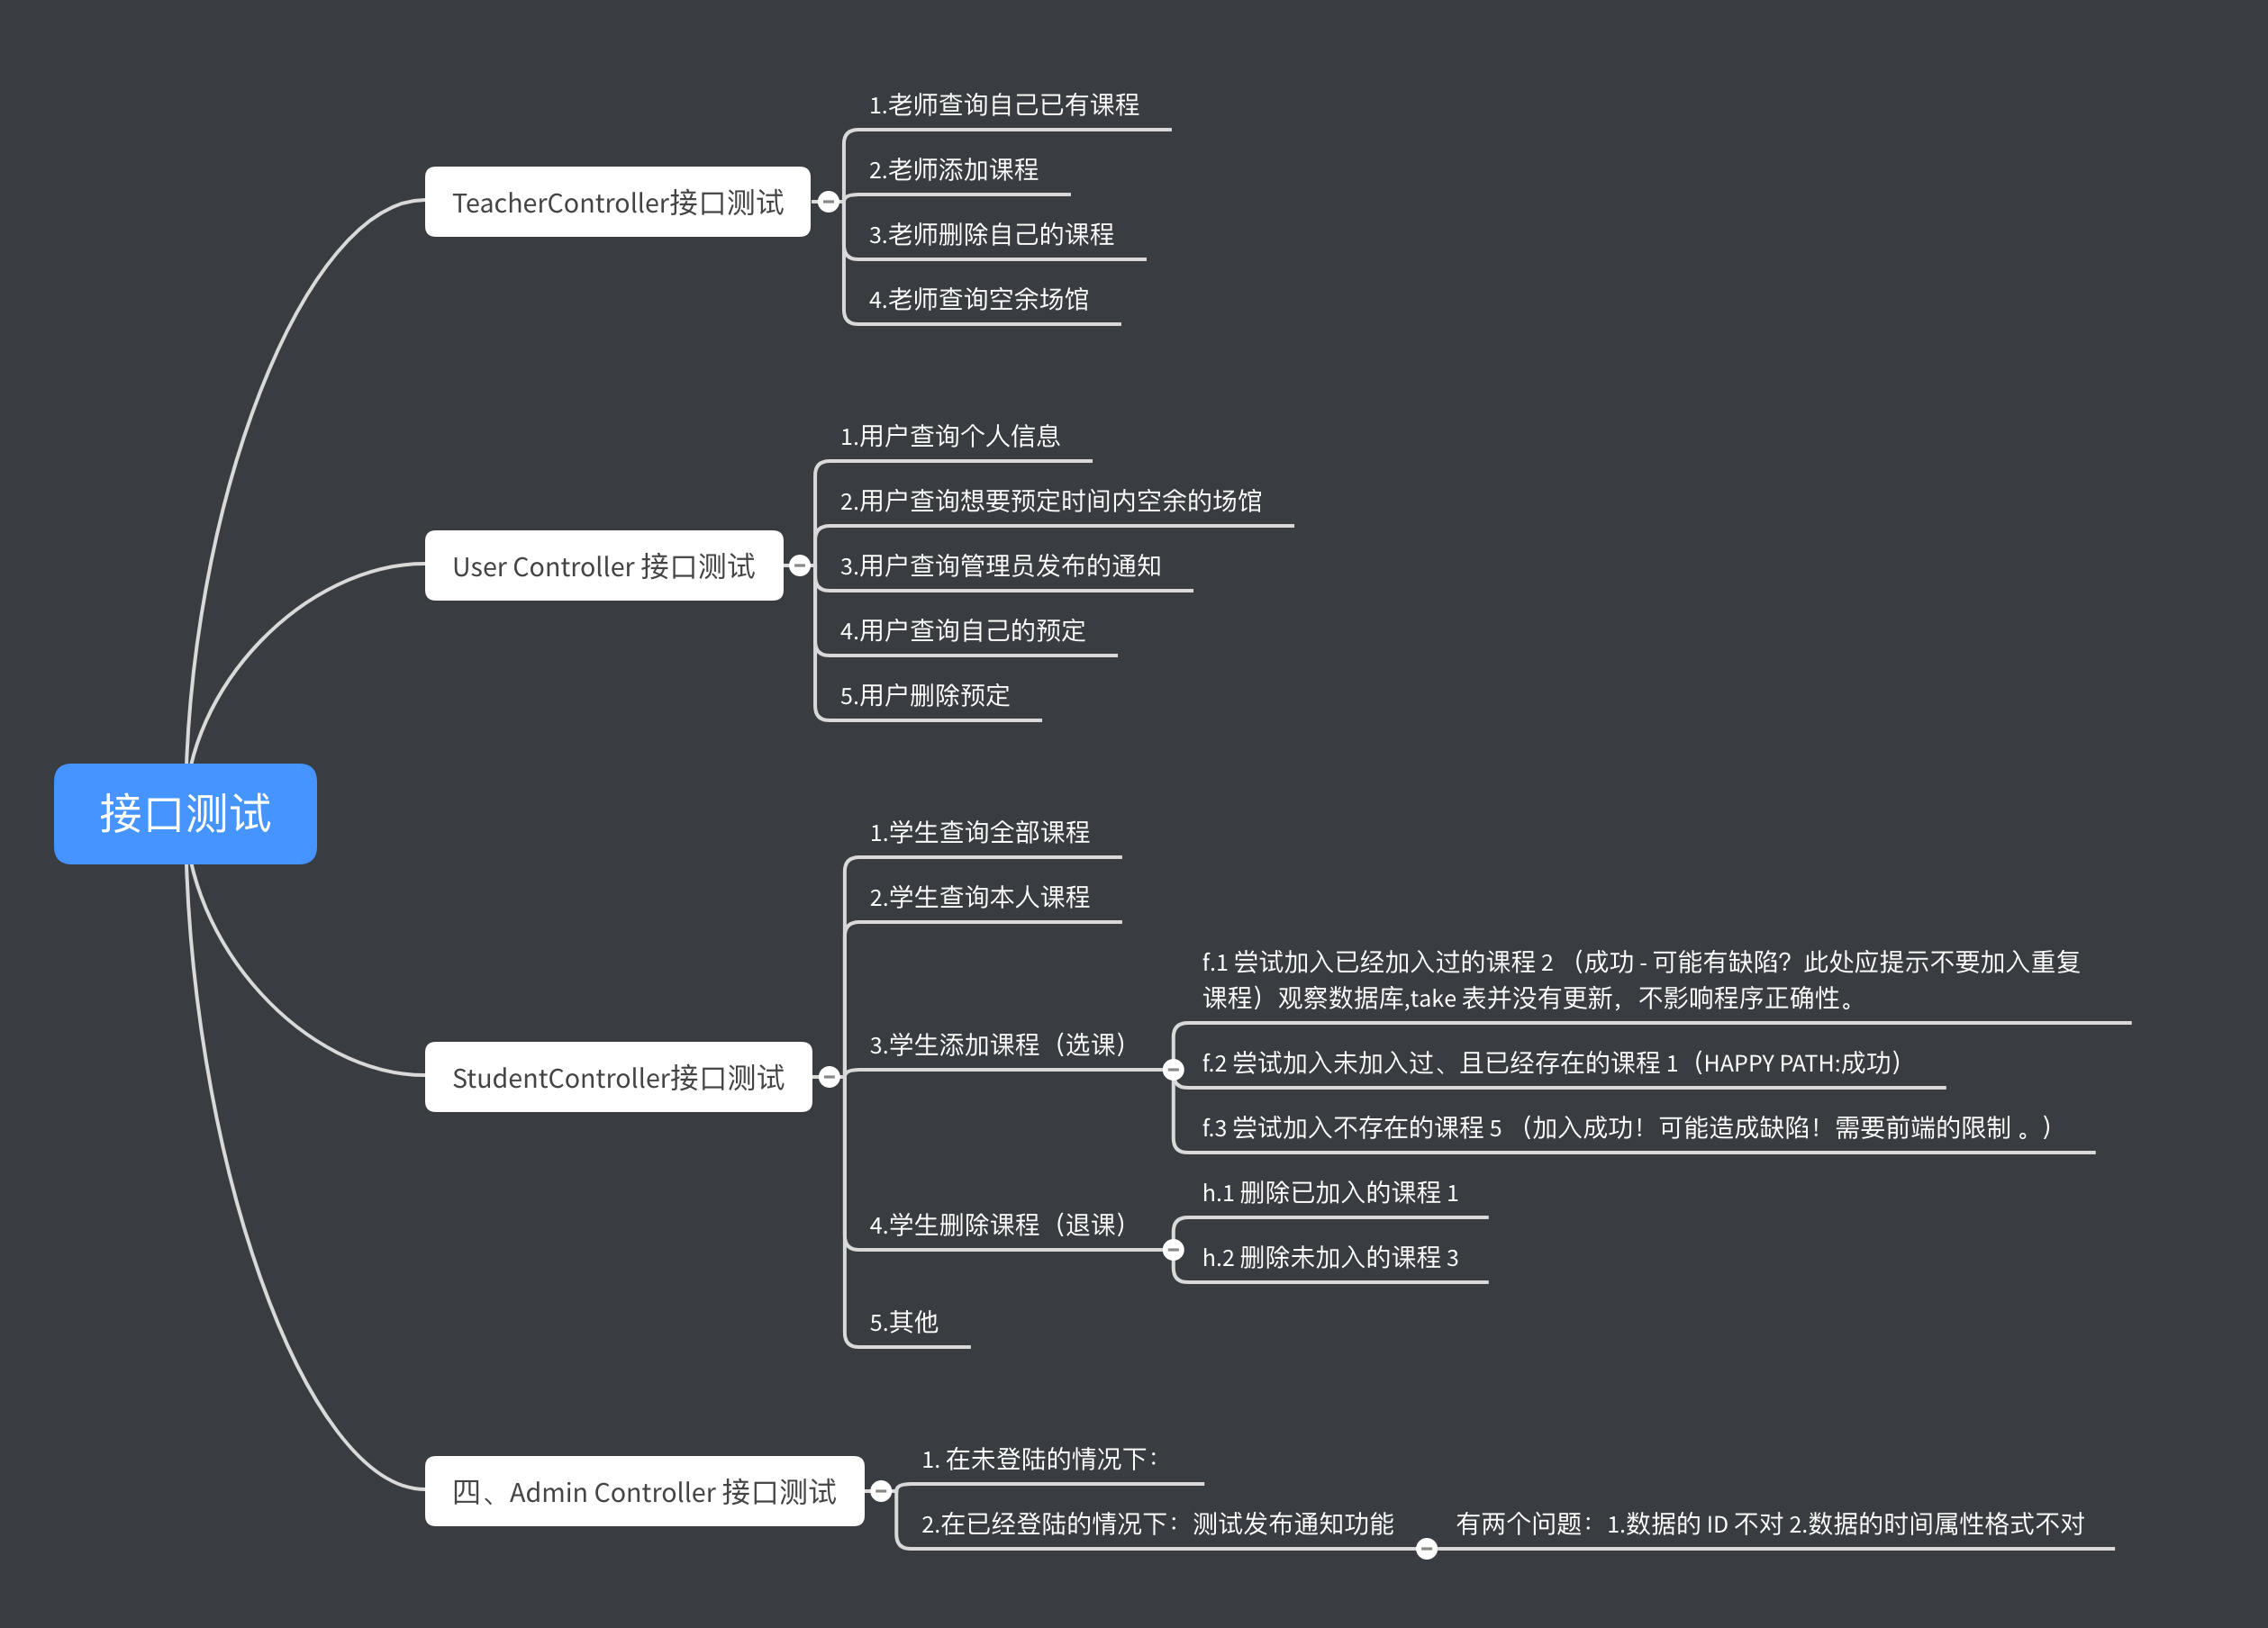 接口测试
TeacherController接口测试
1.老师查询自己已有课程
2.老师添加课程
3.老师删除自己的课程
4.老师查询空余场馆
User Controller 接口测试
1.用户查询个人信息
2.用户查询想要预定时间内空余的场馆
3.用户查询管理员发布的通知
4.用户查询自己的预定
5.用户删除预定
StudentController接口测试
1.学生查询全部课程
2.学生查询本人课程
3.学生添加课程（选课）
f.1 尝试加入已经加入过的课程 2 （成功 - 可能有缺陷？此处应提示不要加入重复
课程）观察数据库,take 表并没有更新，不影响程序正确性。
f.2 尝试加入未加入过、且已经存在的课程 1（HAPPY PATH:成功）
f.3 尝试加入不存在的课程 5 （加入成功！可能造成缺陷！需要前端的限制 。）
4.学生删除课程（退课）
h.1 删除已加入的课程 1
h.2 删除未加入的课程 3
5.其他
四、Admin Controller 接口测试
1. 在未登陆的情况下：
2.在已经登陆的情况下：测试发布通知功能
有两个问题：1.数据的 ID 不对 2.数据的时间属性格式不对